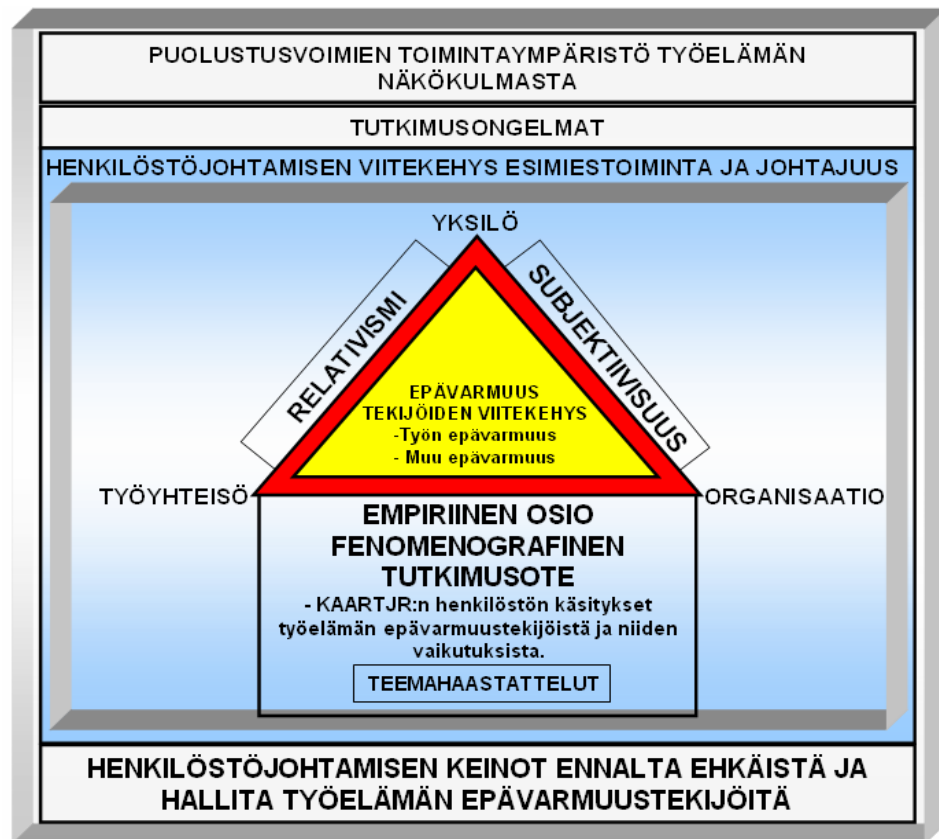 PUOLUSTUSVOIMIEN TOIMINTAYMPÄRISTÖ TYÖELÄMÄN
NÄKÖKULMASTA
TUTKIMUSONGELMAT
HENKILÖSTÖJOHTAMISEN VIITEKEHYS ESIMIESTOIMINTA JA JOHTAJUUS
YKSILÖ
RELATIVISMI
SUBJEKTIIVISUUS
EPÄVARMUUS
TEKIJÖIDEN VIITEKEHYS
-Työn epävarmuus
- Muu epävarmuus
TYÖYHTEISÖ
ORGANISAATIO
EMPIRIINEN OSIO
FENOMENOGRAFINEN
TUTKIMUSOTE
- KAARTJR:n henkilöstön käsitykset
työelämän epävarmuustekijöistä ja niiden
vaikutuksista.
TEEMAHAASTATTELUT
HENKILÖSTÖJOHTAMISEN KEINOT ENNALTA EHKÄISTÄ JA
HALLITA TYÖELÄMÄN EPÄVARMUUSTEKIJÖITÄ